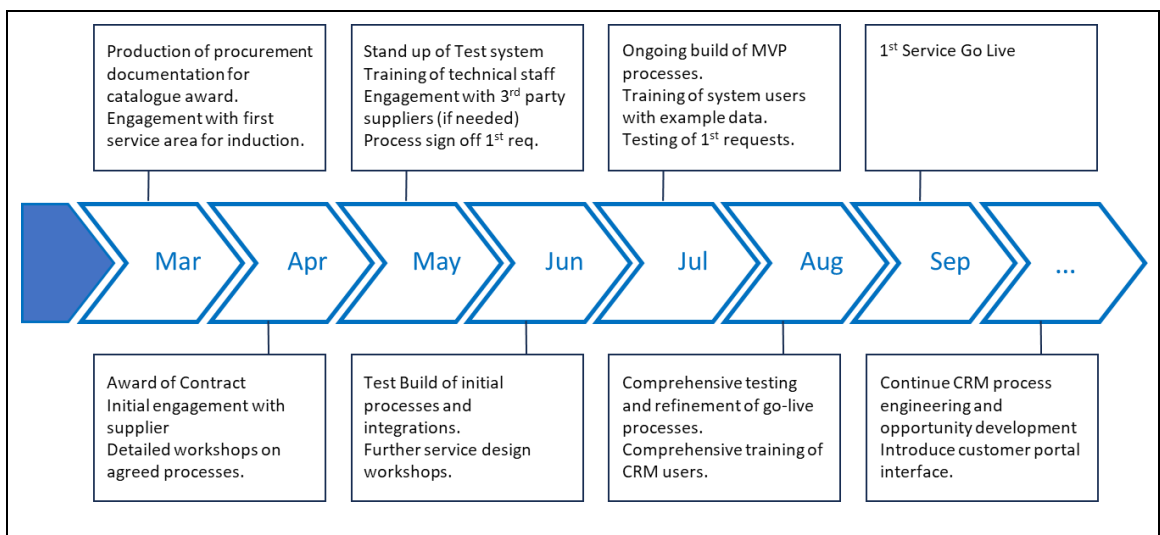 Production of procurement
documentation for
catalogue award.
Engagement with first
service area for induction.
Stand up of Test system
Training of technical staff
Engagement with 3rd party
suppliers (if needed)
Process sign off 1st req.
Ongoing build of MVP
processes.
Training of system users
with example data.
Testing of 1st requests.
1st Service Go Live
Mar
Apr
May
Jun
Jul
Aug
Sep
...
Award of Contract
Initial engagement with
supplier
Detailed workshops on
agreed processes.
Test Build of initial
processes and
integrations.
Further service design
workshops.
Comprehensive testing
and refinement of go-live
processes.
Comprehensive training of
CRM users.
Continue CRM process
engineering and
opportunity development
Introduce customer portal
interface.